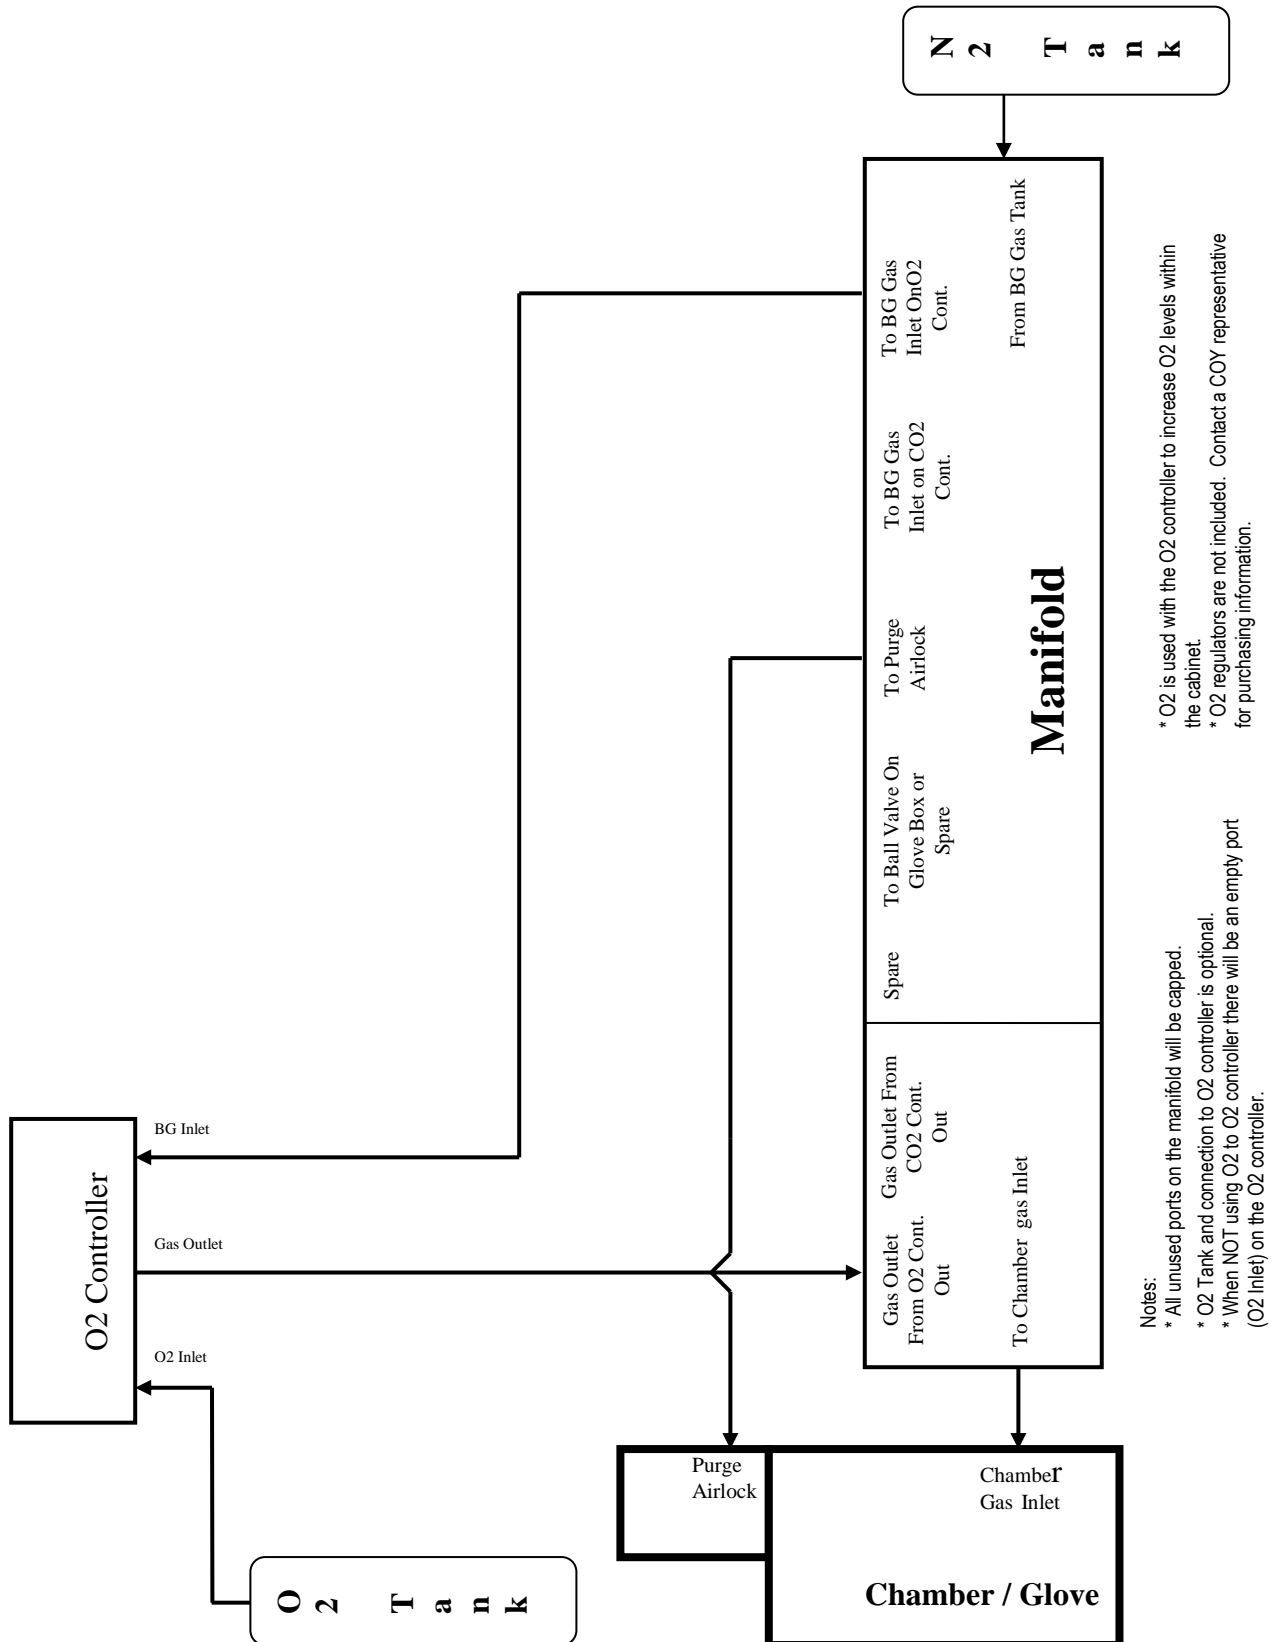 O2 Controller
BG Inlet
Gas Outlet
O2 Inlet
O2 Tank
N2 Tank
Gas Outlet
From O2 Cont.
Out
Gas Outlet From
CO2 Cont.
Out
Spare
To Ball Valve On
Glove Box or
Spare
To Purge
Airlock
To BG Gas
Inlet on CO2
Cont.
To BG Gas
Inlet OnO2
Cont.
To Chamber gas Inlet
Manifold
From BG Gas Tank
Purge
Airlock
Chamber
Gas Inlet
Chamber / Glove
Notes:
* All unused ports on the manifold will be capped.
* O2 Tank and connection to O2 controller is optional.
* When NOT using O2 to O2 controller there will be an empty port
(O2 Inlet) on the O2 controller.
* O2 is used with the O2 controller to increase O2 levels within
the cabinet.
* O2 regulators are not included. Contact a COY representative
for purchasing information.